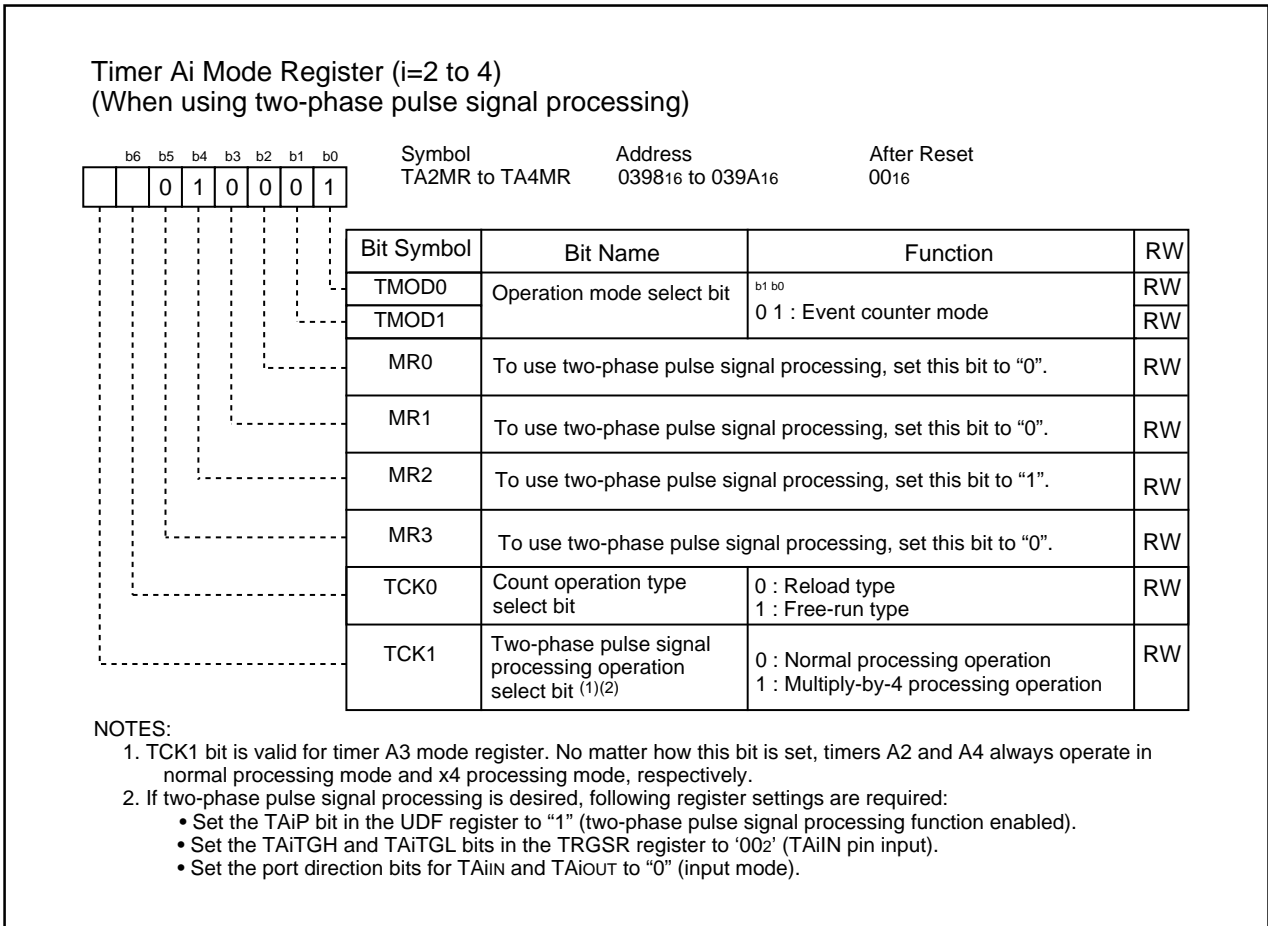 Timer Ai Mode Register (i=2 to 4)
(When using two-phase pulse signal processing)
b6 b5 b4 b3 b2 b1 b0
0 1 0 0 0 1
Symbol Address After Reset
TA2MR to TA4MR 039816 to 039A16 0016
Bit Symbol Bit Name Function RW
TMOD0 Operation mode select bit b1 b0 RW
TMOD1 0 1 : Event counter mode RW
MR0 To use two-phase pulse signal processing, set this bit to “0”. RW
MR1 To use two-phase pulse signal processing, set this bit to “0”. RW
MR2 To use two-phase pulse signal processing, set this bit to “1”. RW
MR3 To use two-phase pulse signal processing, set this bit to “0”. RW
TCK0 Count operation type 0 : Reload type RW
select bit 1 : Free-run type
TCK1 Two-phase pulse signal RW
processing operation 0 : Normal processing operation
select bit (1)(2) 1 : Multiply-by-4 processing operation
NOTES:
1. TCK1 bit is valid for timer A3 mode register. No matter how this bit is set, timers A2 and A4 always operate in
normal processing mode and x4 processing mode, respectively.
2. If two-phase pulse signal processing is desired, following register settings are required:
• Set the TAiP bit in the UDF register to “1” (two-phase pulse signal processing function enabled).
• Set the TAiTGH and TAiTGL bits in the TRGSR register to ‘002’ (TAiIN pin input).
• Set the port direction bits for TAiIN and TAiOUT to “0” (input mode).